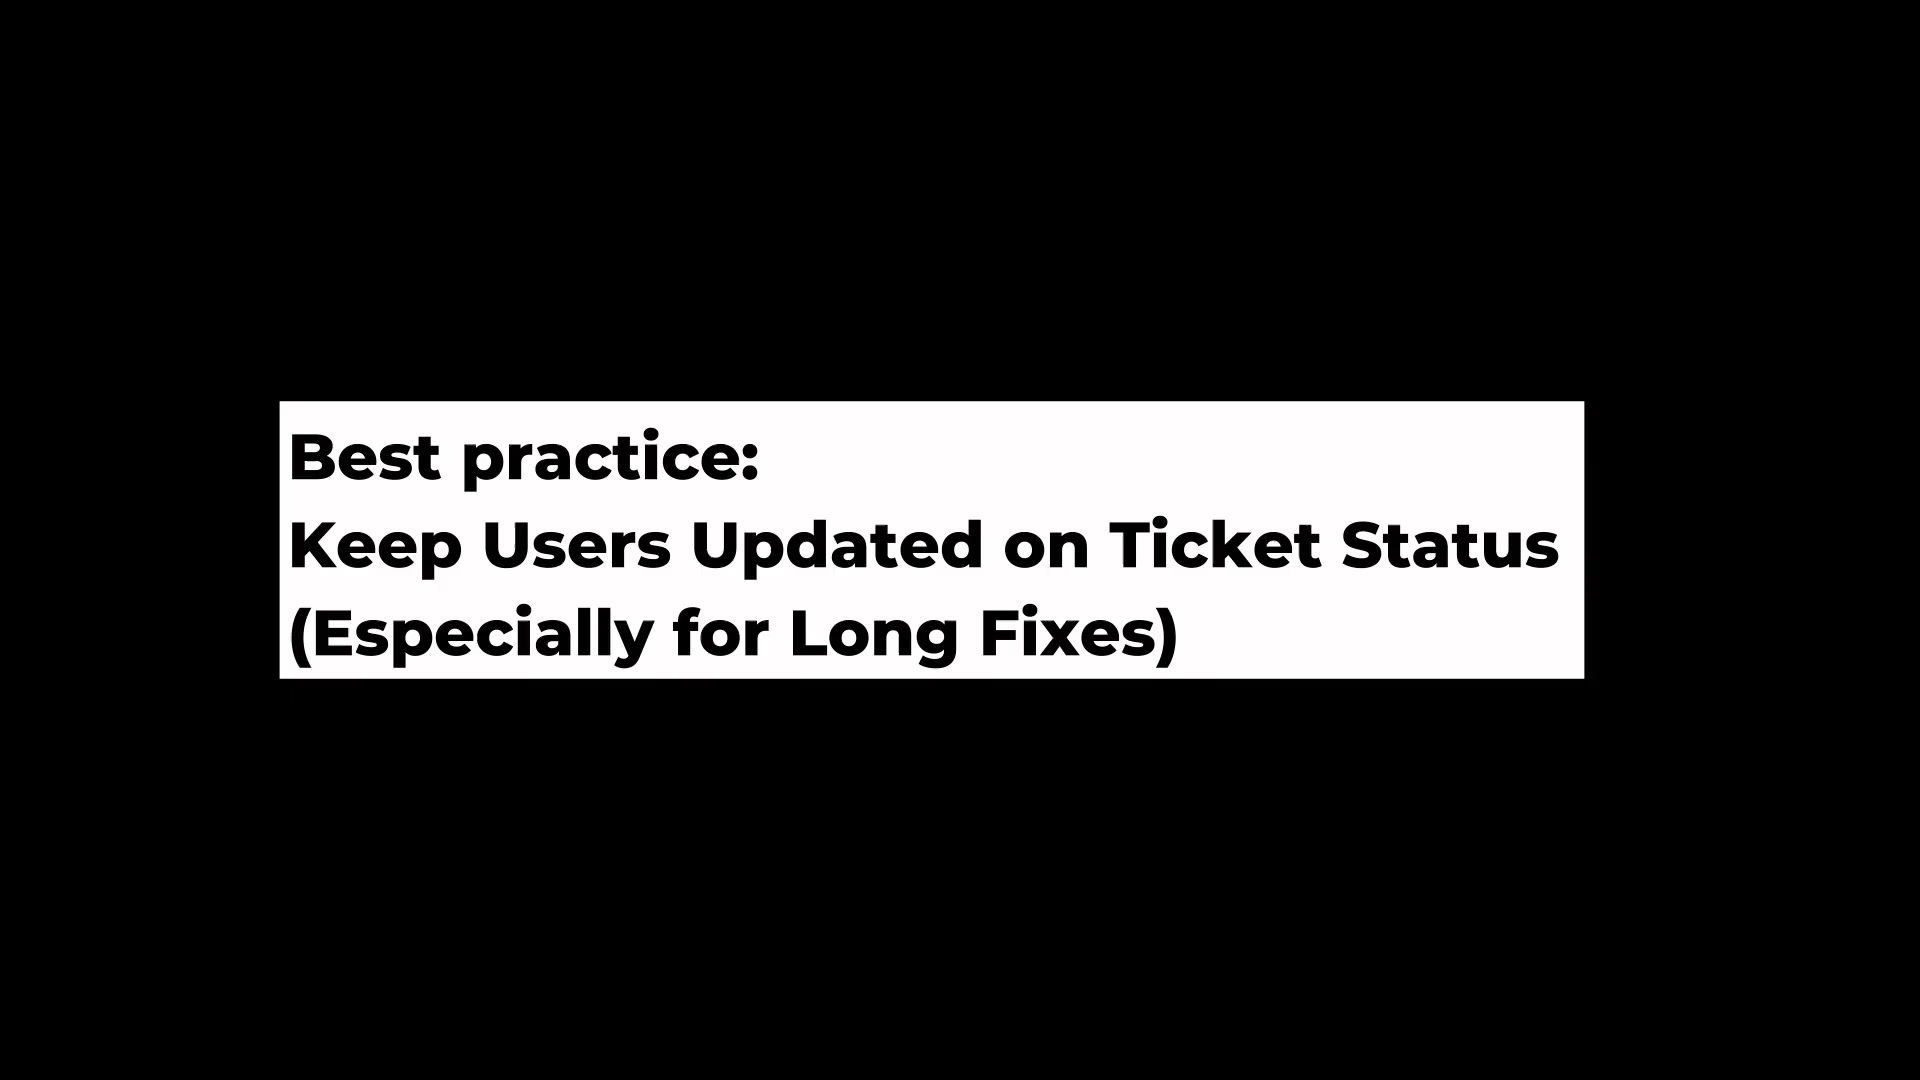 Best practice:
Keep Users Updated on Ticket Status
(Especially for Long Fixes)